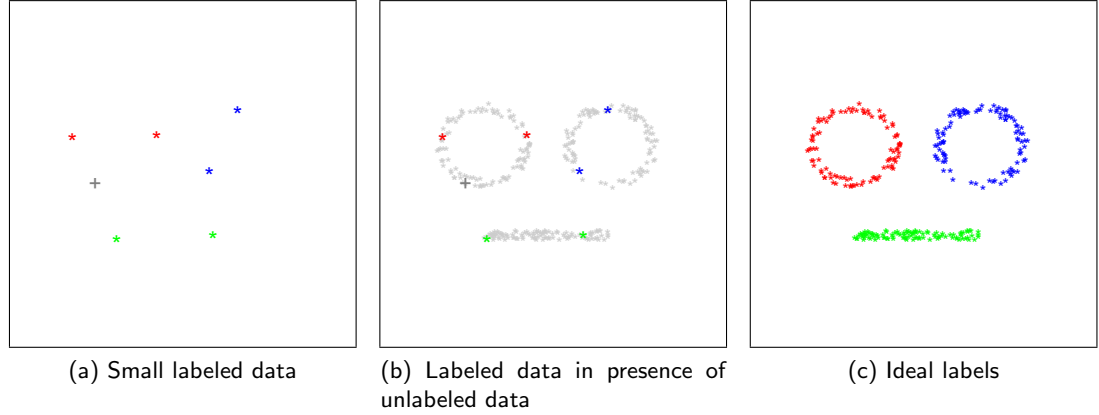 (a) Small labeled data
(b) Labeled data in presence of
unlabeled data
(c) Ideal labels